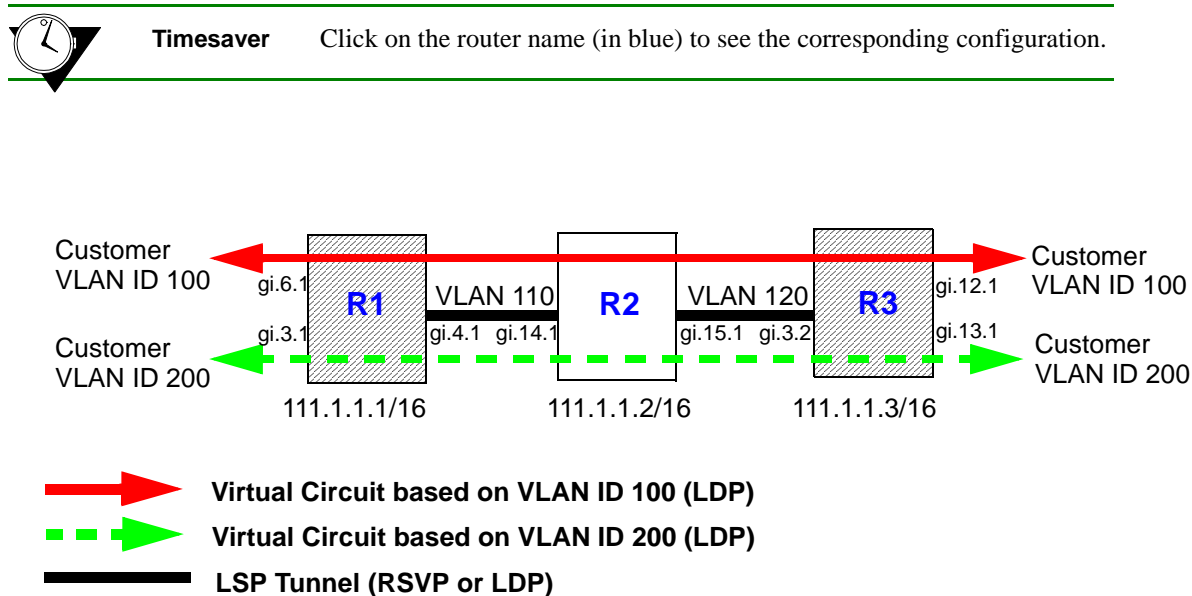 Timesaver Click on the router name (in blue) to see the corresponding configuration.
Customer
VLAN ID 100
Customer
VLAN ID 200
gi.6.1
gi.3.1
R1
VLAN 110
gi.4.1 gi.14.1
R2
VLAN 120
gi.15.1 gi.3.2
R3
gi.12.1
gi.13.1
Customer
VLAN ID 100
Customer
VLAN ID 200
111.1.1.1/16 111.1.1.2/16 111.1.1.3/16
Virtual Circuit based on VLAN ID 100 (LDP)
Virtual Circuit based on VLAN ID 200 (LDP)
LSP Tunnel (RSVP or LDP)